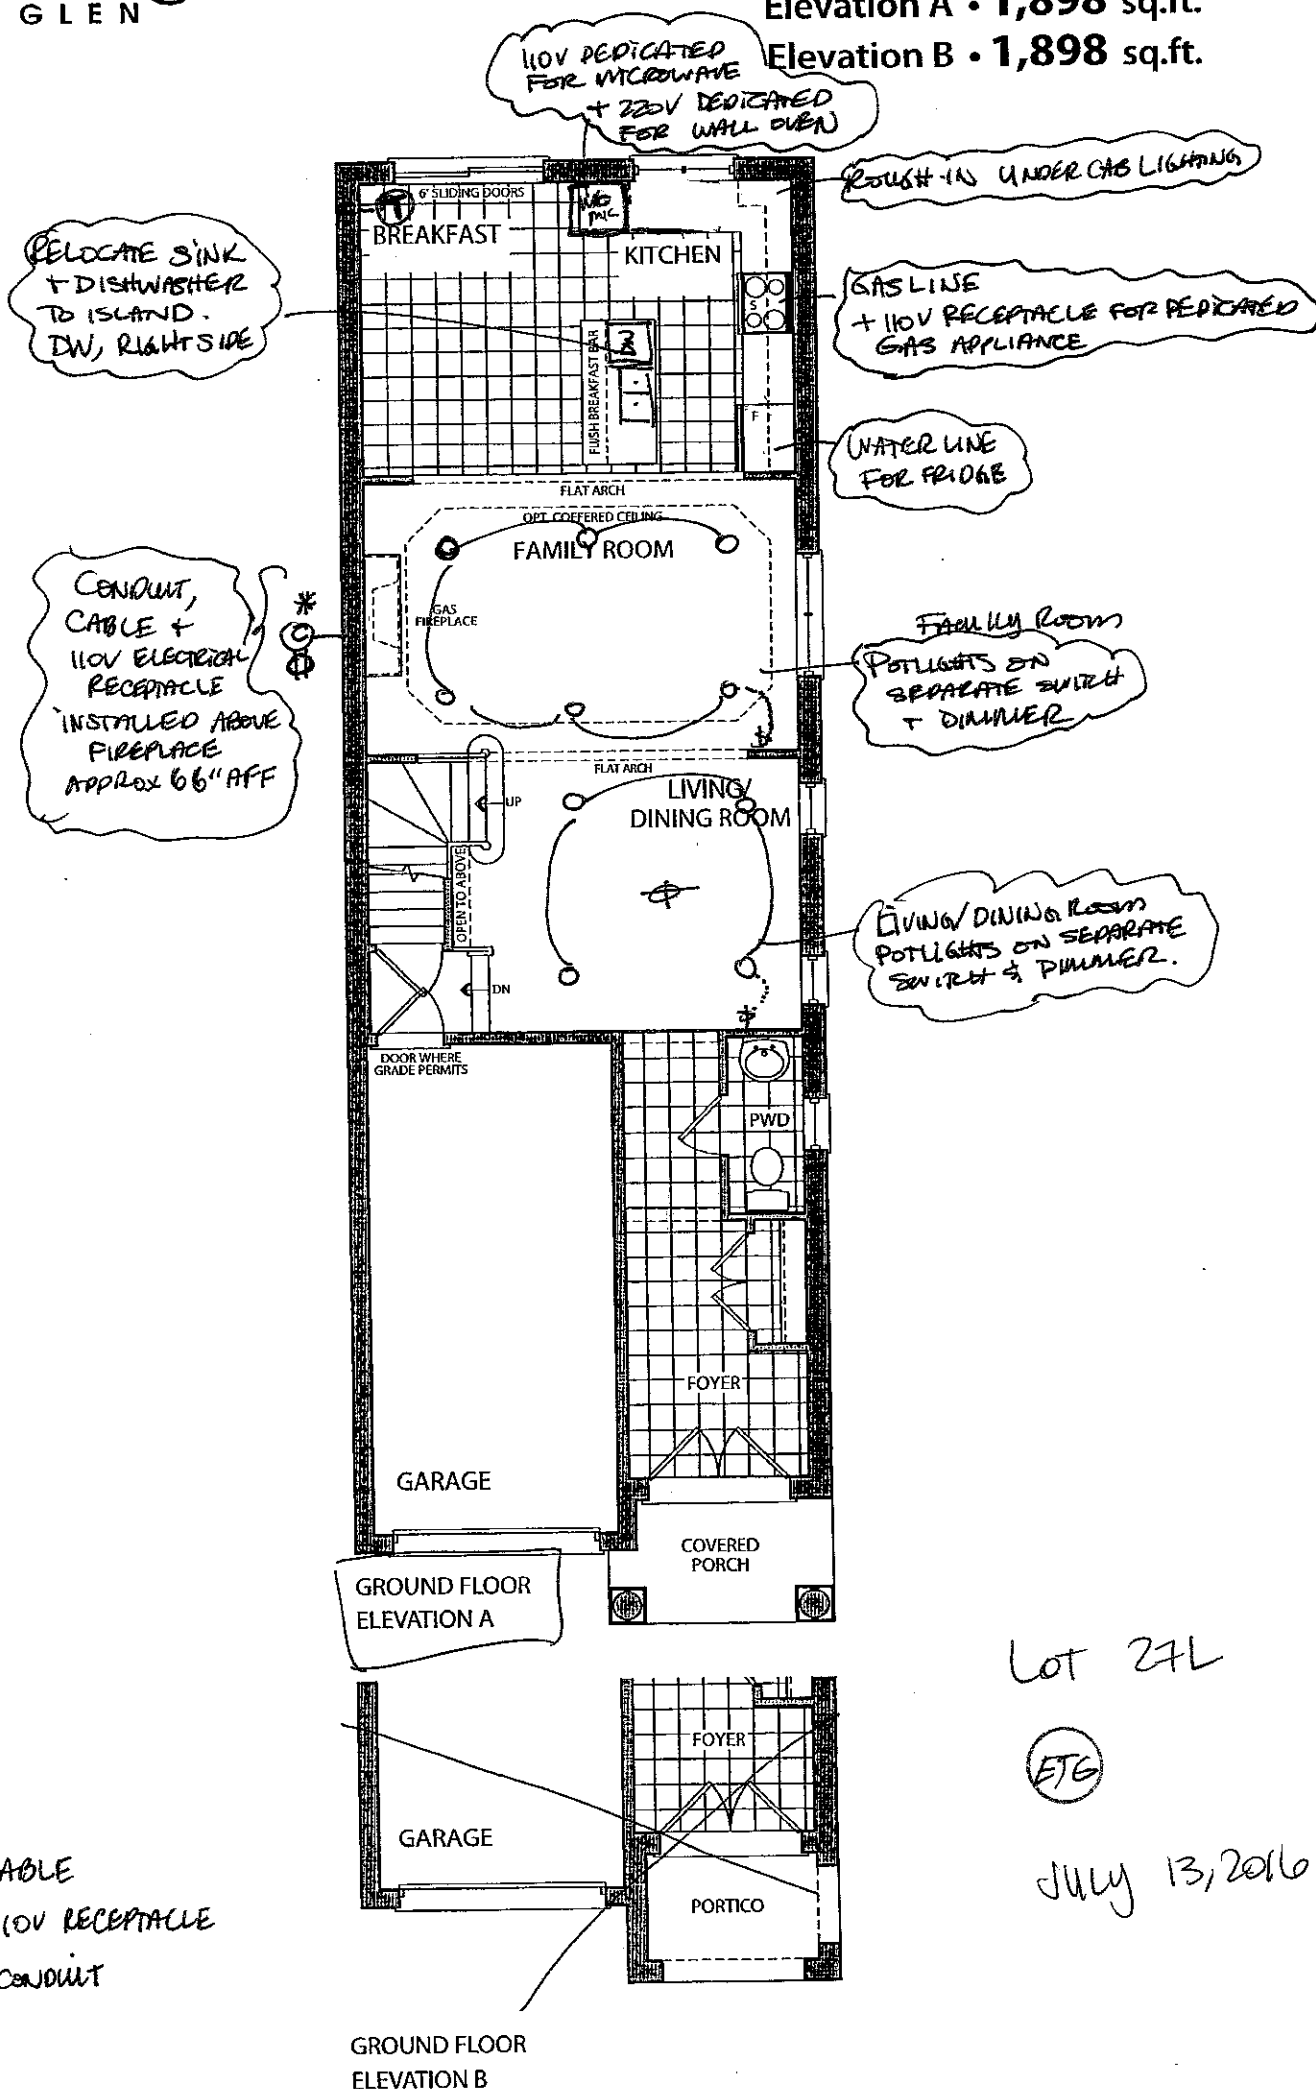 GLEN
Elevation A • 1,898 sq.ft.
Elevation B • 1,898 sq.ft.
110V DEDICATED
FOR MICROWAVE
+ 220V DEDICATED
FOR WALL OVEN
ROUGH-IN UNDER CAB LIGHTING
6' SLIDING DOORS
T
BREAKFAST
KITCHEN
RELOCATE SINK
+ DISHWASHER
TO ISLAND.
DW, RIGHT SIDE
GAS LINE
+ 110V RECEPTACLE FOR DEDICATED
GAS APPLIANCE
S
DW
FLUSH BREAKFAST BAR
F
WATER LINE
FOR FRIDGE
FLAT ARCH
OPT. COFFERED CEILING
FAMILY ROOM
GAS
FIREPLACE
CONDUIT,
CABLE +
110V ELECTRICAL
RECEPTACLE
INSTALLED ABOVE
FIREPLACE
APPROX 66" AFF
*
C
FAMILY ROOM
POTLIGHTS ON
SEPARATE SWITCH
+ DIMMER
$
FLAT ARCH
UP
LIVING/
DINING ROOM
OPEN TO ABOVE
LIVING/DINING ROOM
POTLIGHTS ON SEPARATE
SWITCH & DIMMER.
DN
$
DOOR WHERE
GRADE PERMITS
PWD
FOYER
GARAGE
COVERED
PORCH
GROUND FLOOR
ELEVATION A
LOT 27L
ETG
JULY 13, 2016
FOYER
GARAGE
PORTICO
ABLE
10V RECEPTACLE
CONDUIT
GROUND FLOOR
ELEVATION B